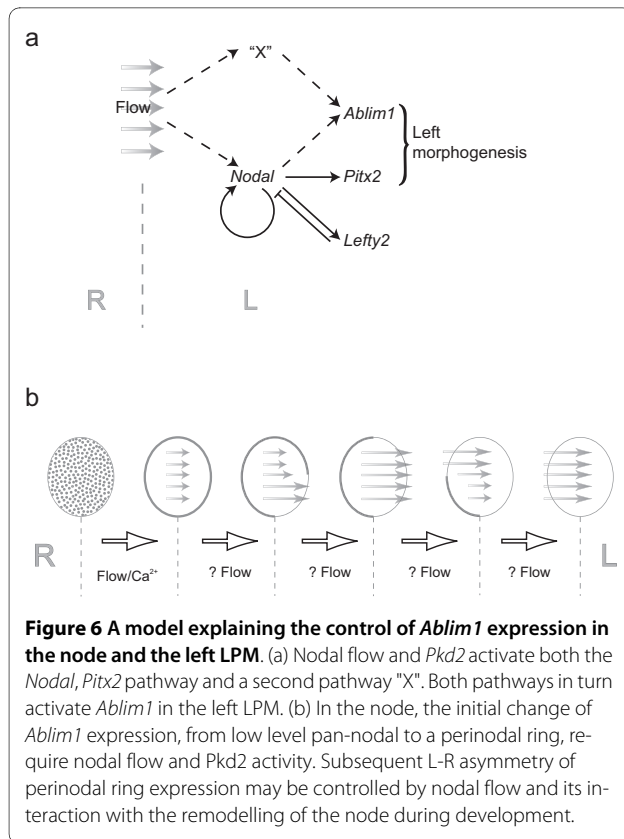 a
"X"
Flow
Ablim1
Left
morphogenesis
Nodal
Pitx2
Lefty2
R
L
b
R
L
Flow/Ca²⁺
? Flow
? Flow
? Flow
? Flow
Figure 6 A model explaining the control of Ablim1 expression in
the node and the left LPM. (a) Nodal flow and Pkd2 activate both the
Nodal, Pitx2 pathway and a second pathway "X". Both pathways in turn
activate Ablim1 in the left LPM. (b) In the node, the initial change of
Ablim1 expression, from low level pan-nodal to a perinodal ring, re-
quire nodal flow and Pkd2 activity. Subsequent L-R asymmetry of
perinodal ring expression may be controlled by nodal flow and its in-
teraction with the remodelling of the node during development.